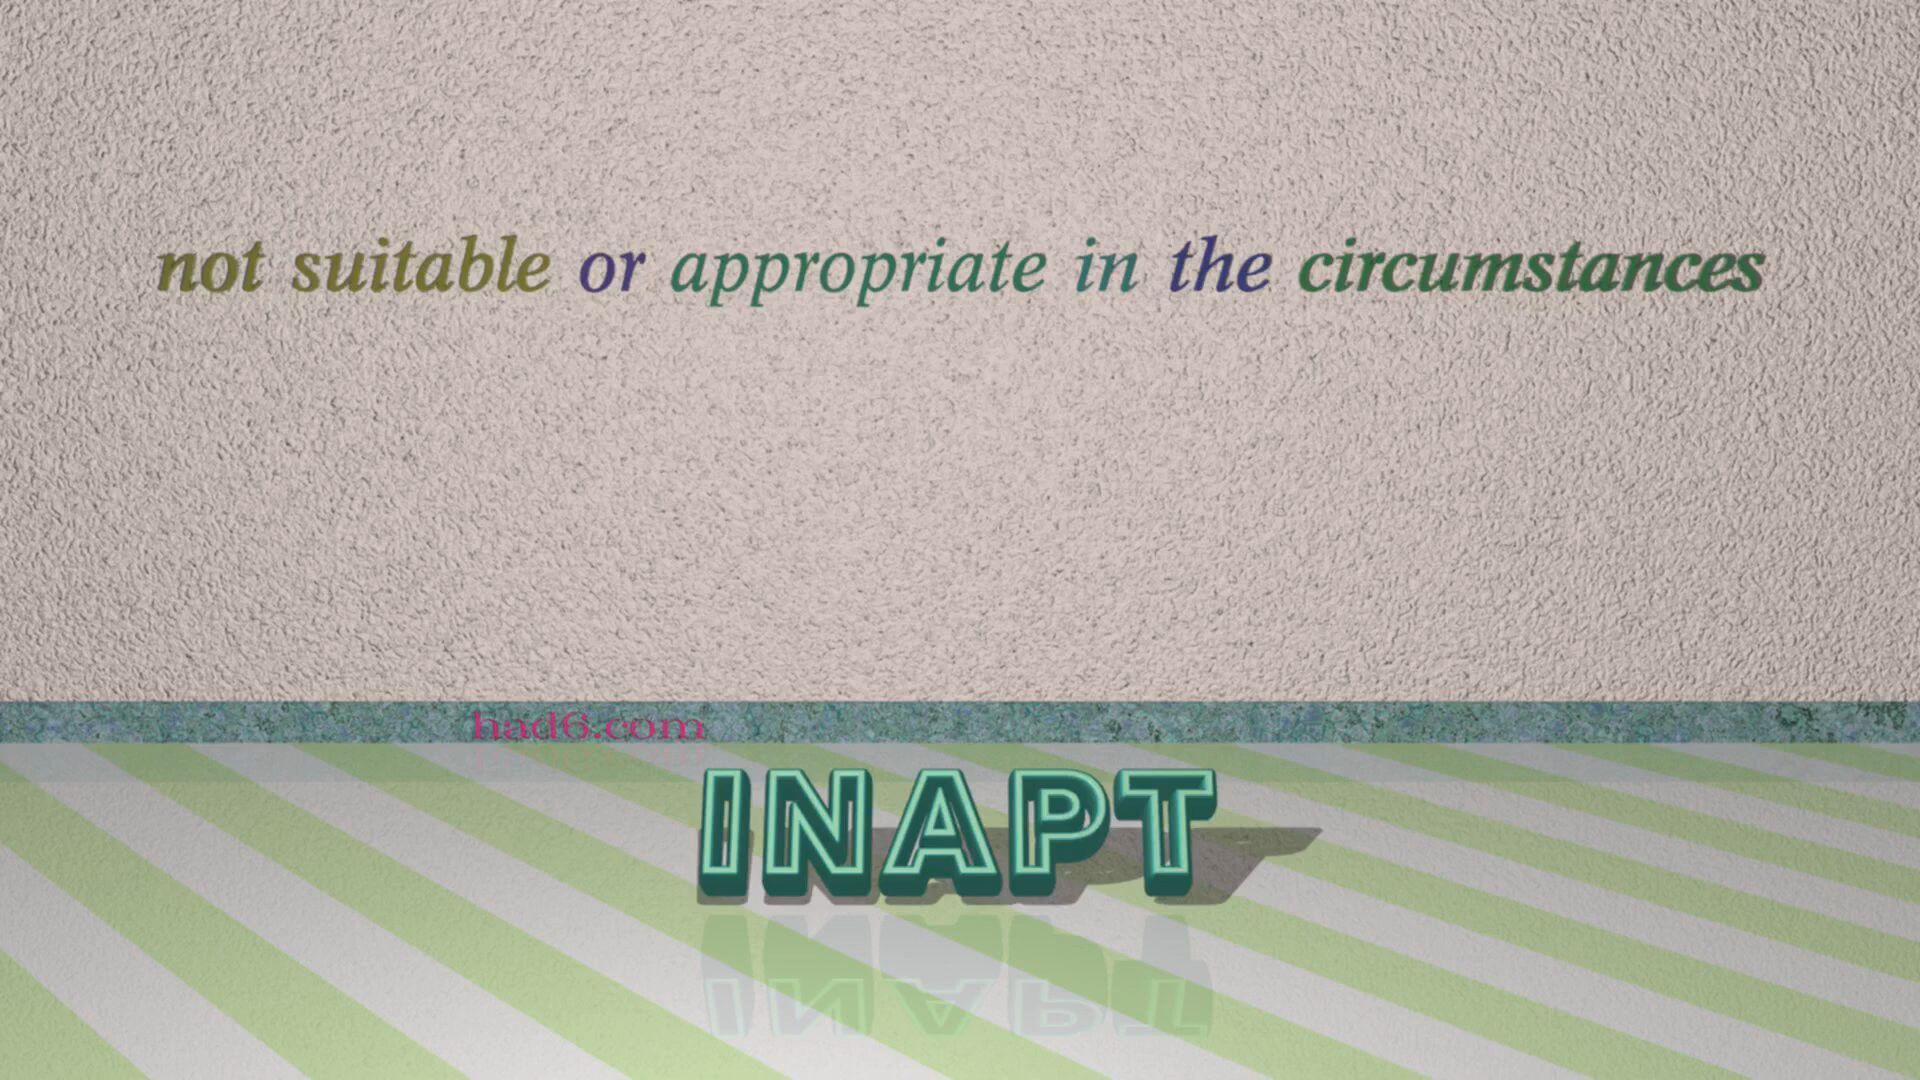 not suitable or appropriate in the circumstances
had6.com
INAPT